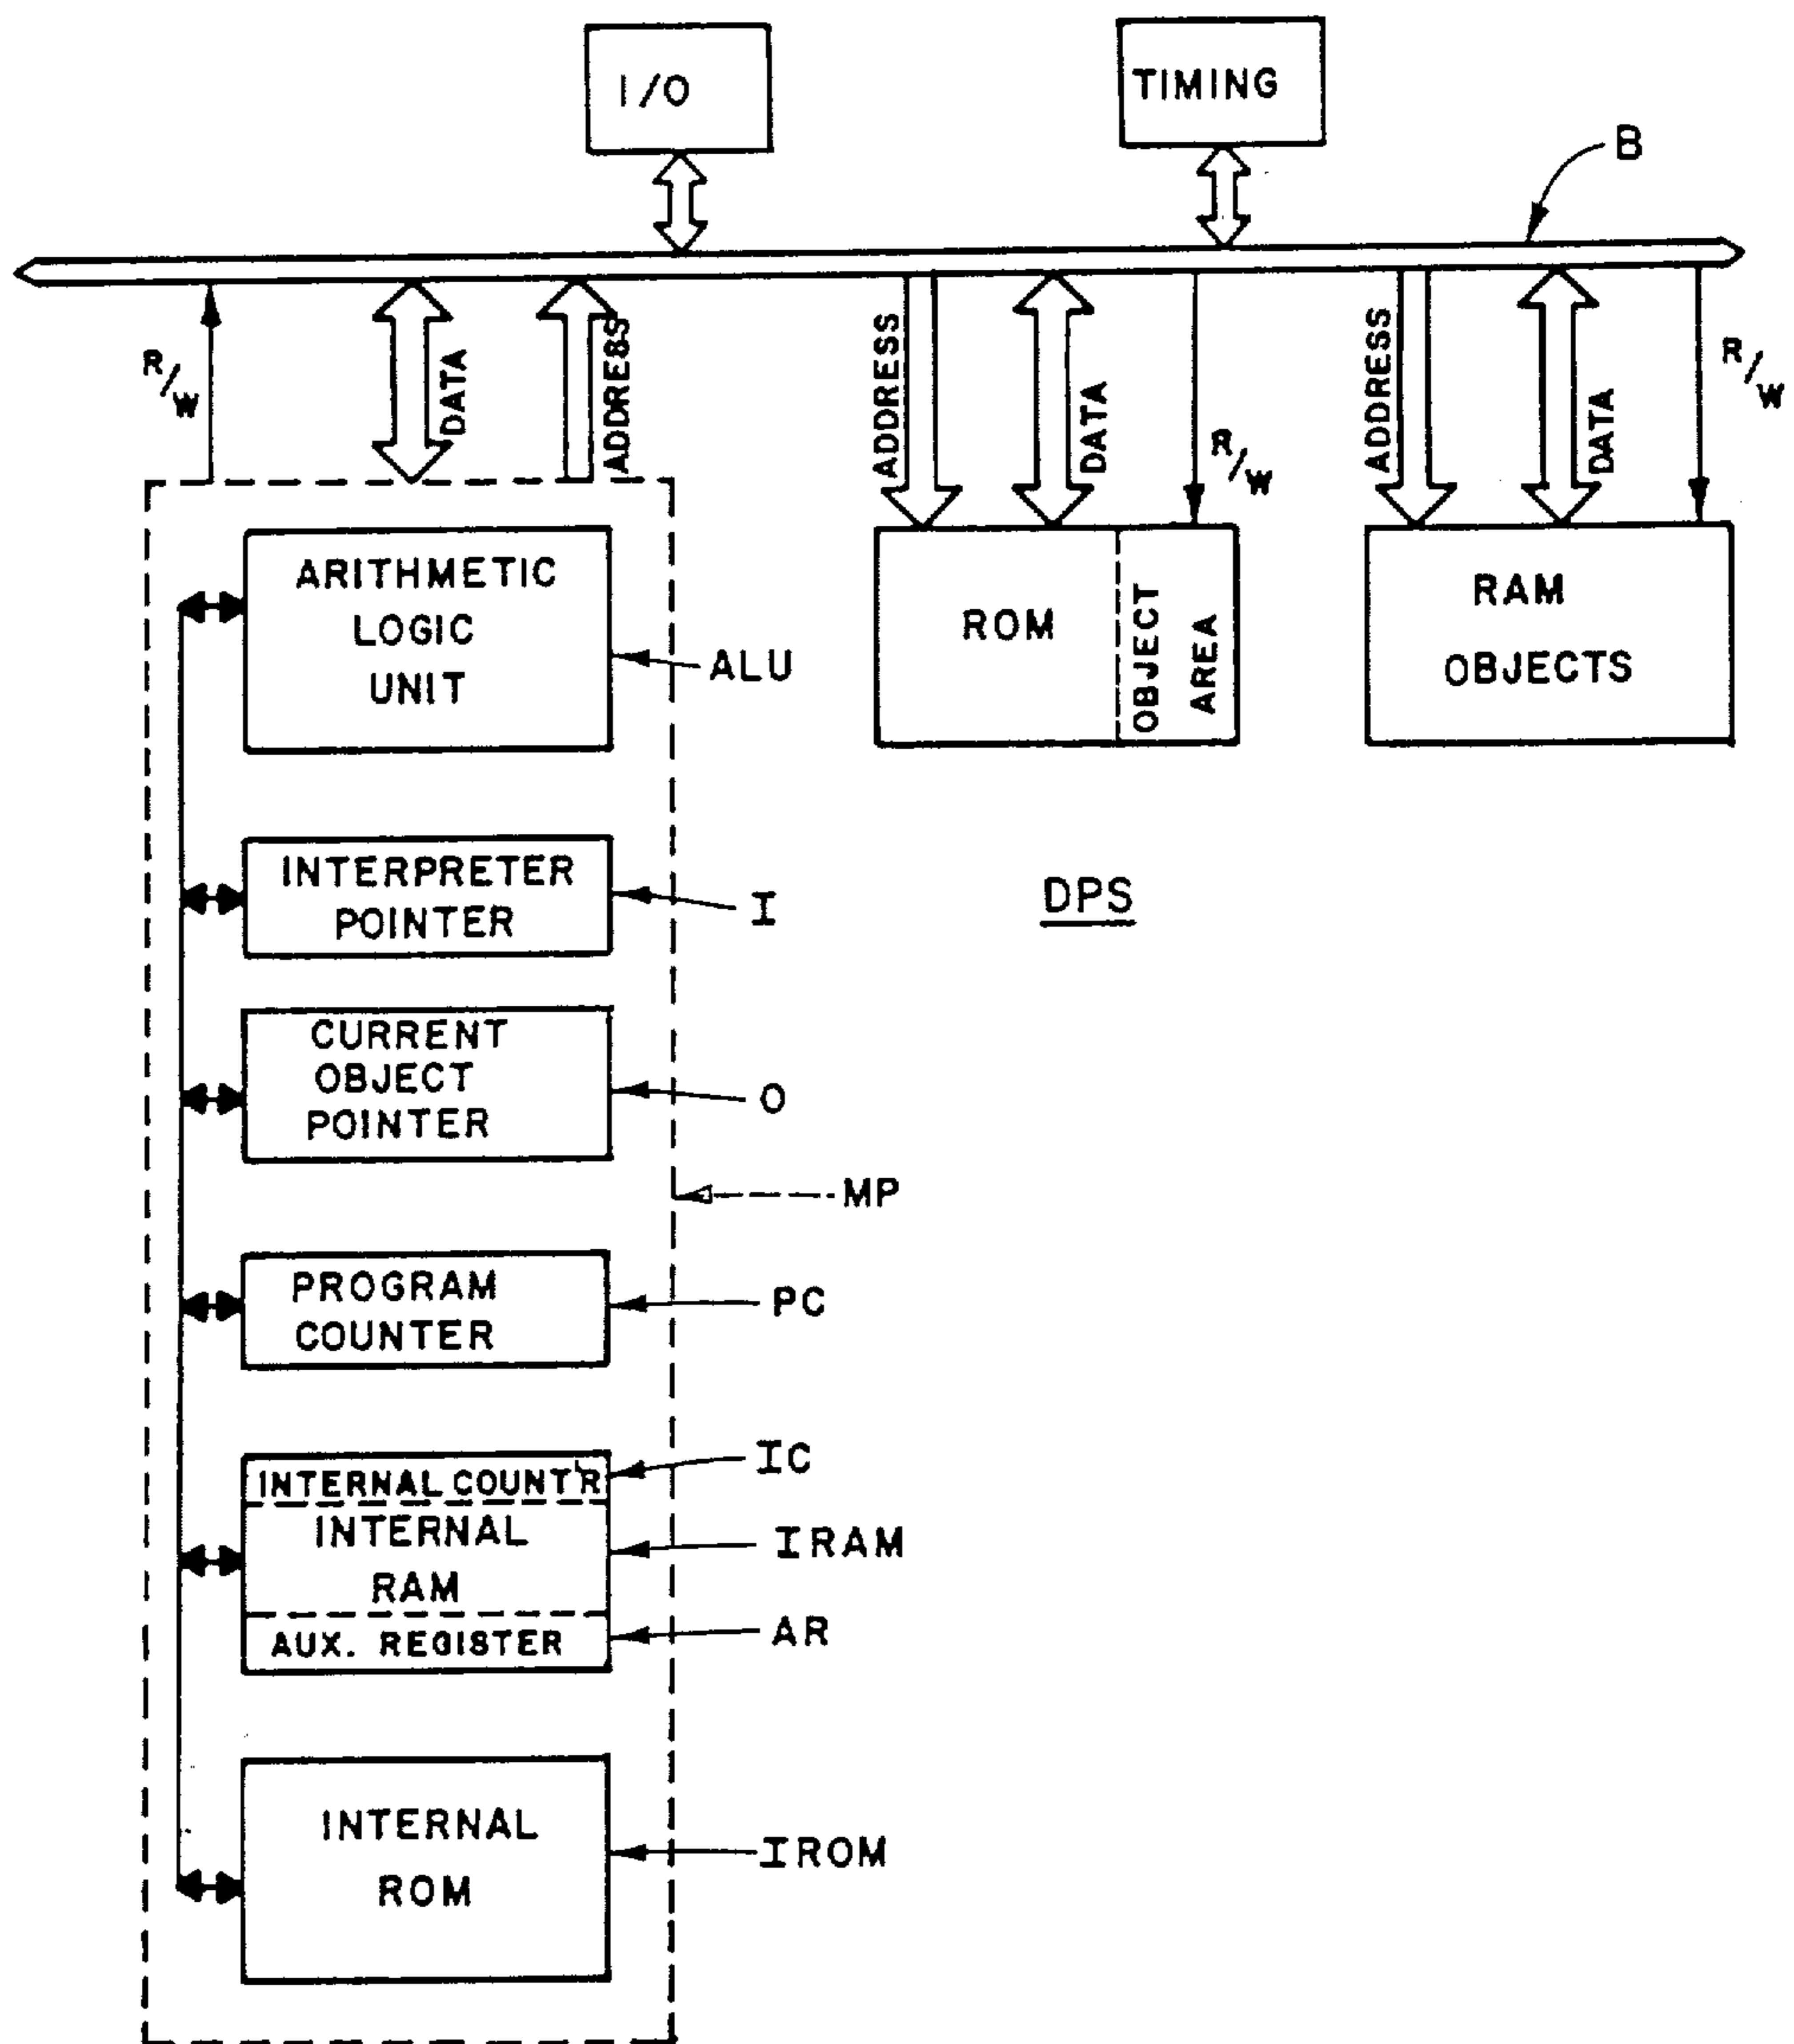 I/O
TIMING
B
R/W
DATA
ADDRESS
ADDRESS
DATA
R/W
ADDRESS
DATA
R/W
ARITHMETIC
LOGIC
UNIT
ALU
ROM
OBJECT
AREA
RAM
OBJECTS
INTERPRETER
POINTER
I
DPS
CURRENT
OBJECT
POINTER
O
MP
PROGRAM
COUNTER
PC
INTERNAL COUNT'R
IC
INTERNAL
RAM
IRAM
AUX. REGISTER
AR
INTERNAL
ROM
IROM